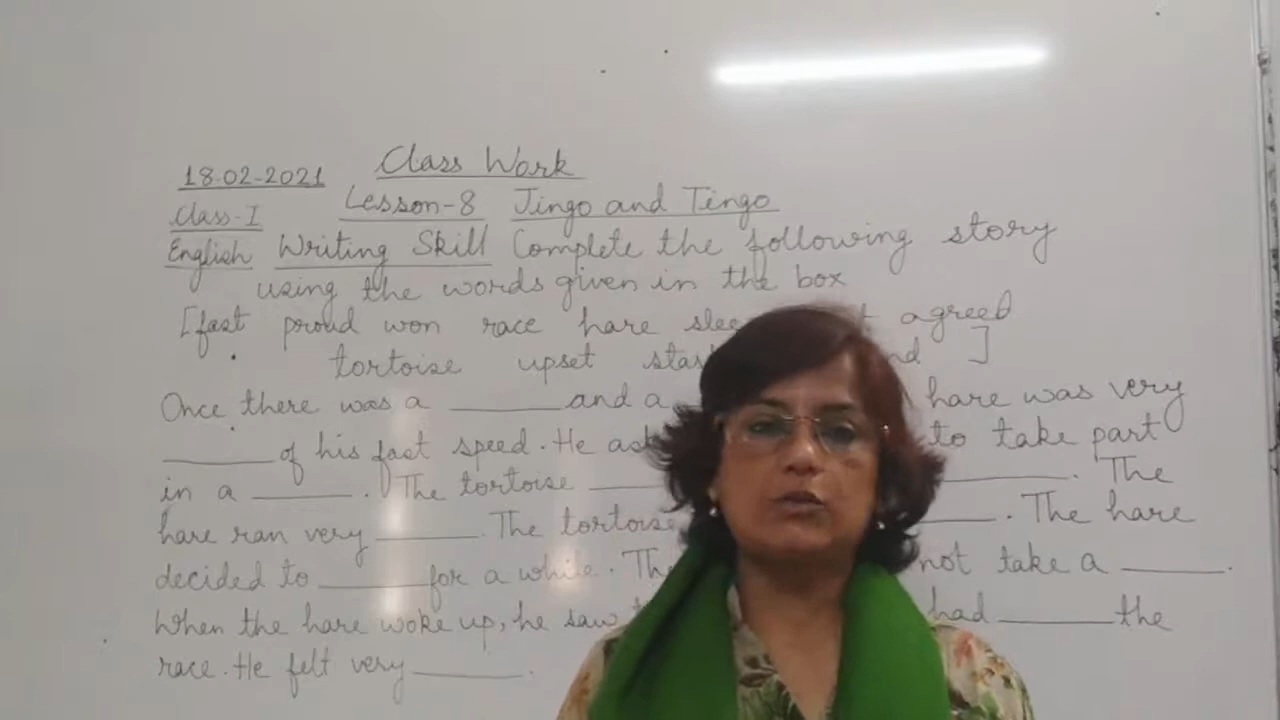 Class Work
18-02-2021
Lesson-8 Jingo and Tingo
Class-I
English Writing Skill Complete the following story
using the words given in the box
[fast proud won race hare agreed
tortoise upset ]
Once there was a ______ and a hare was very
______ of his fast speed. He to take part
in a ______. The tortoise ______ ______. The
hare ran very ______. The tortoise ______. The hare
decided to ______ for a while. not take a ______.
When the hare woke up, he saw had ______ the
race. He felt very ______.